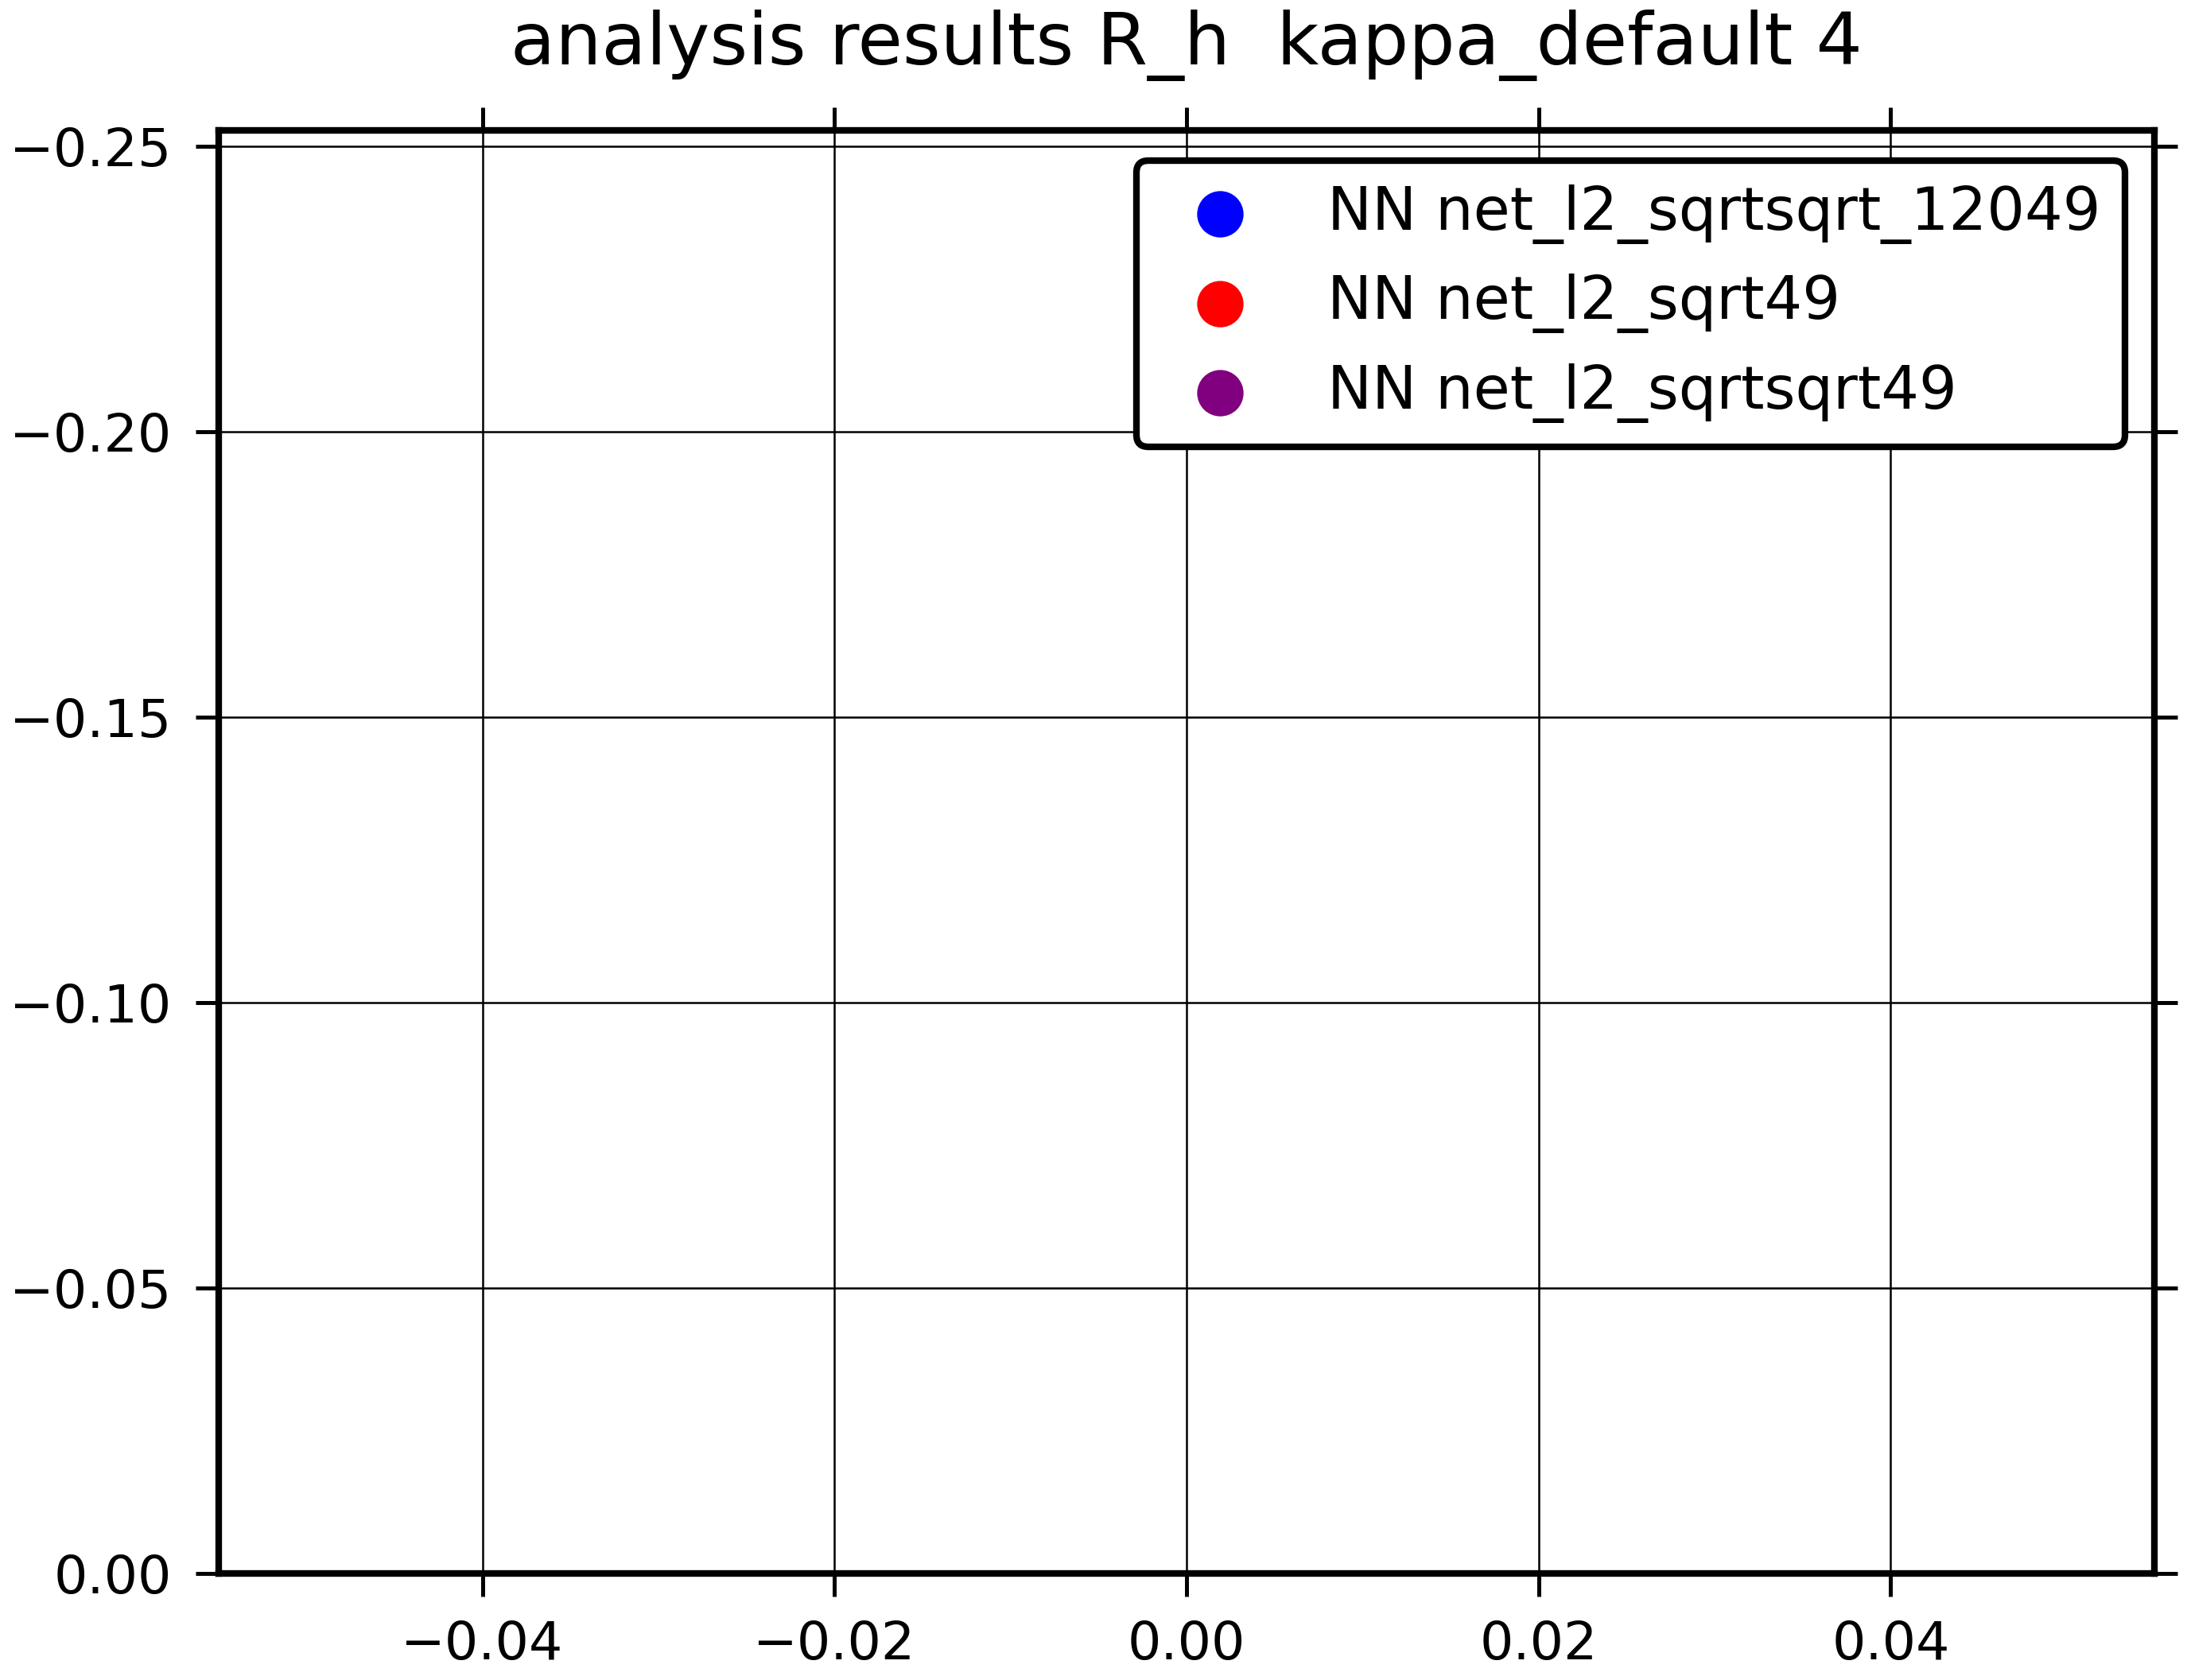 analysis results R_h  kappa_default 4
−0.25
−0.20
−0.15
−0.10
−0.05
0.00
NN net_l2_sqrtsqrt_12049
NN net_l2_sqrt49
NN net_l2_sqrtsqrt49
−0.04 −0.02 0.00 0.02 0.04